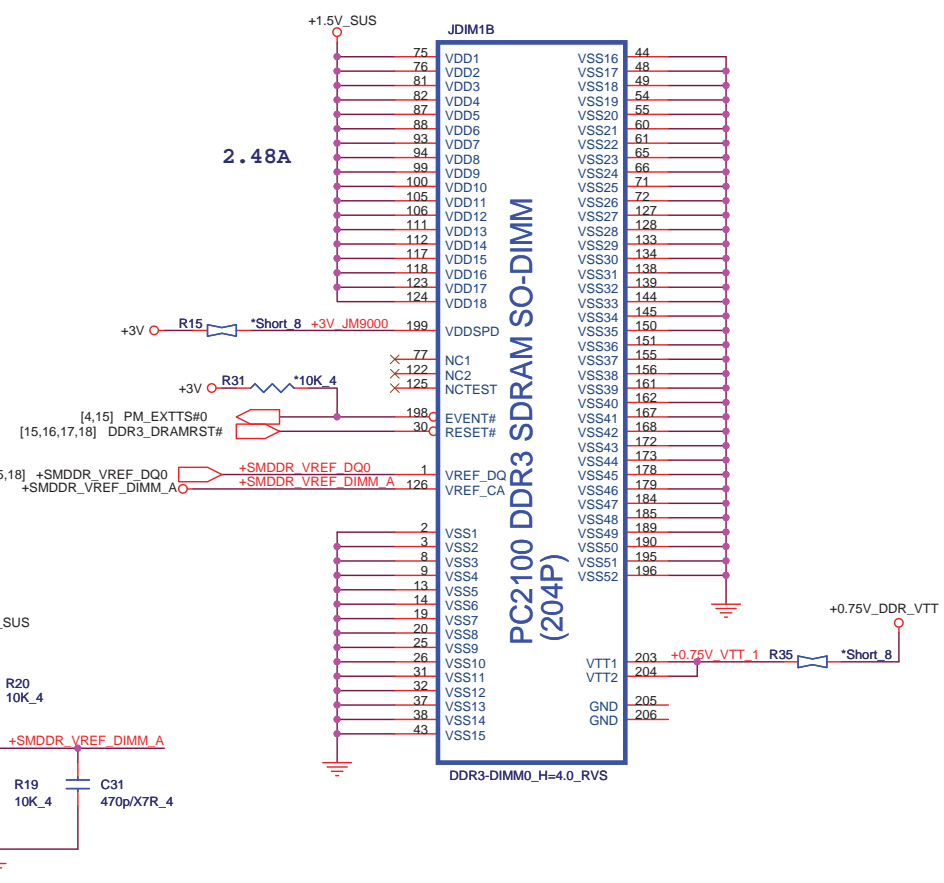 +1.5V_SUS
JDIM1B
2.48A
75 VDD1
76 VDD2
81 VDD3
82 VDD4
87 VDD5
88 VDD6
93 VDD7
94 VDD8
99 VDD9
100 VDD10
105 VDD11
106 VDD12
111 VDD13
112 VDD14
117 VDD15
118 VDD16
123 VDD17
124 VDD18
+3V R15 *Short_8 +3V_JM9000 199 VDDSPD
77 NC1
122 NC2
125 NCTEST
+3V R31 *10K_4
[4,15] PM_EXTTS#0 198 EVENT#
[15,16,17,18] DDR3_DRAMRST# 30 RESET#
5,18] +SMDDR_VREF_DQ0 +SMDDR_VREF_DQ0 1 VREF_DQ
+SMDDR_VREF_DIMM_A +SMDDR_VREF_DIMM_A 126 VREF_CA
2 VSS1
3 VSS2
8 VSS3
9 VSS4
13 VSS5
14 VSS6
19 VSS7
20 VSS8
25 VSS9
26 VSS10
31 VSS11
32 VSS12
37 VSS13
38 VSS14
43 VSS15
PC2100 DDR3 SDRAM SO-DIMM
(204P)
VSS16 44
VSS17 48
VSS18 49
VSS19 54
VSS20 55
VSS21 60
VSS22 61
VSS23 65
VSS24 66
VSS25 71
VSS26 72
VSS27 127
VSS28 128
VSS29 133
VSS30 134
VSS31 138
VSS32 139
VSS33 144
VSS34 145
VSS35 150
VSS36 151
VSS37 155
VSS38 156
VSS39 161
VSS40 162
VSS41 167
VSS42 168
VSS43 172
VSS44 173
VSS45 178
VSS46 179
VSS47 184
VSS48 185
VSS49 189
VSS50 190
VSS51 195
VSS52 196
+0.75V_DDR_VTT
VTT1 203 +0.75V_VTT_1 R35 *Short_8
VTT2 204
GND 205
GND 206
DDR3-DIMM0_H=4.0_RVS
_SUS
R20
10K_4
+SMDDR_VREF_DIMM_A
R19
10K_4
C31
470p/X7R_4